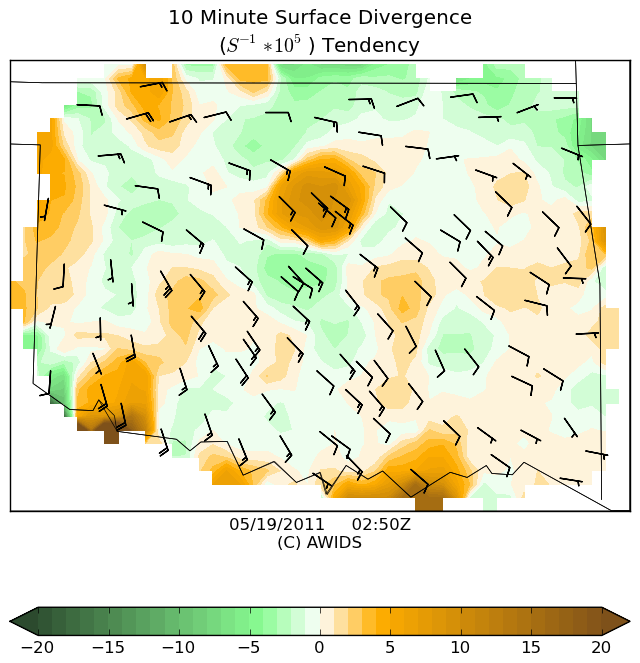 10 Minute Surface Divergence
(S⁻¹ ∗ 10⁵ ) Tendency
05/19/2011 02:50Z
(C) AWIDS
−20 −15 −10 −5 0 5 10 15 20